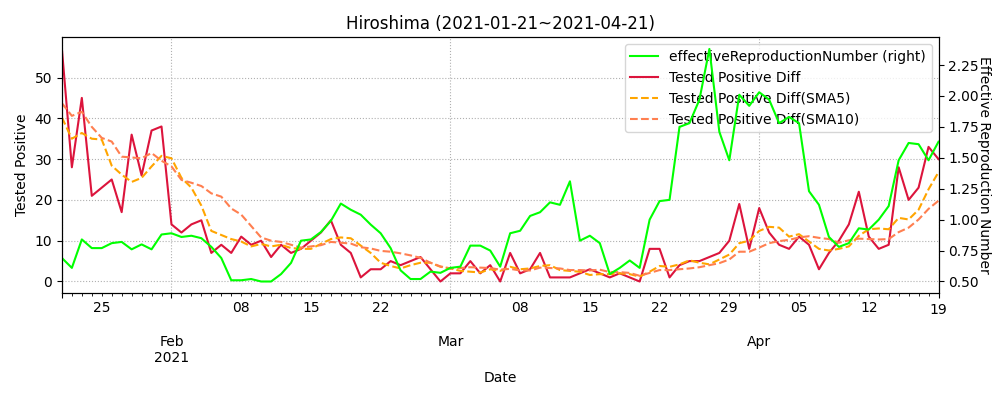 Hiroshima (2021-01-21~2021-04-21)
effectiveReproductionNumber (right)
Tested Positive Diff
Tested Positive Diff(SMA5)
Tested Positive Diff(SMA10)
Tested Positive
50
40
30
20
10
0
Effective Reproduction Number
2.25
2.00
1.75
1.50
1.25
1.00
0.75
0.50
25 08 15 22 08 15 22 29 05 12 19
Feb Mar Apr
2021
Date